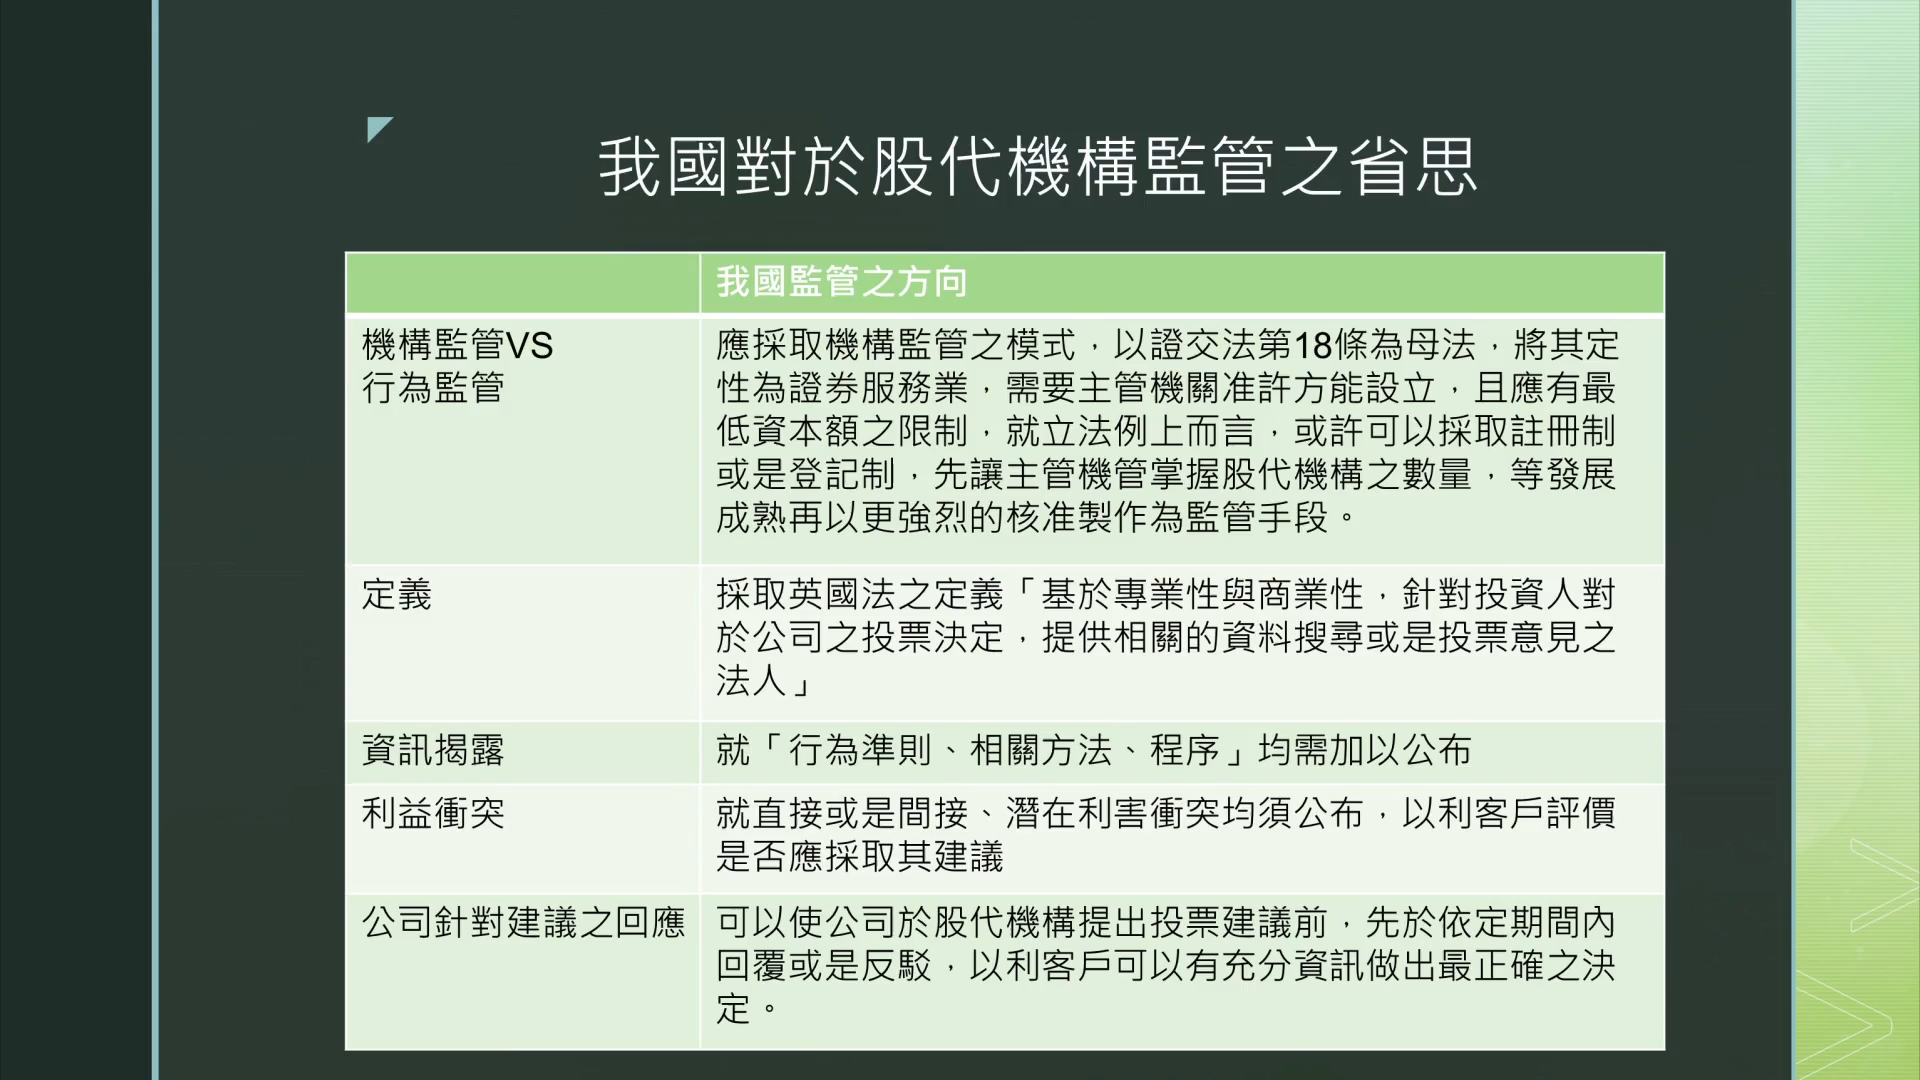 我國對於股代機構監管之省思
我國監管之方向
機構監管VS
行為監管
應採取機構監管之模式，以證交法第18條為母法，將其定
性為證券服務業，需要主管機關准許方能設立，且應有最
低資本額之限制，就立法例上而言，或許可以採取註冊制
或是登記制，先讓主管機管掌握股代機構之數量，等發展
成熟再以更強烈的核准製作為監管手段。
定義
採取英國法之定義「基於專業性與商業性，針對投資人對
於公司之投票決定，提供相關的資料搜尋或是投票意見之
法人」
資訊揭露
就「行為準則、相關方法、程序」均需加以公布
利益衝突
就直接或是間接、潛在利害衝突均須公布，以利客戶評價
是否應採取其建議
公司針對建議之回應
可以使公司於股代機構提出投票建議前，先於依定期間內
回覆或是反駁，以利客戶可以有充分資訊做出最正確之決
定。